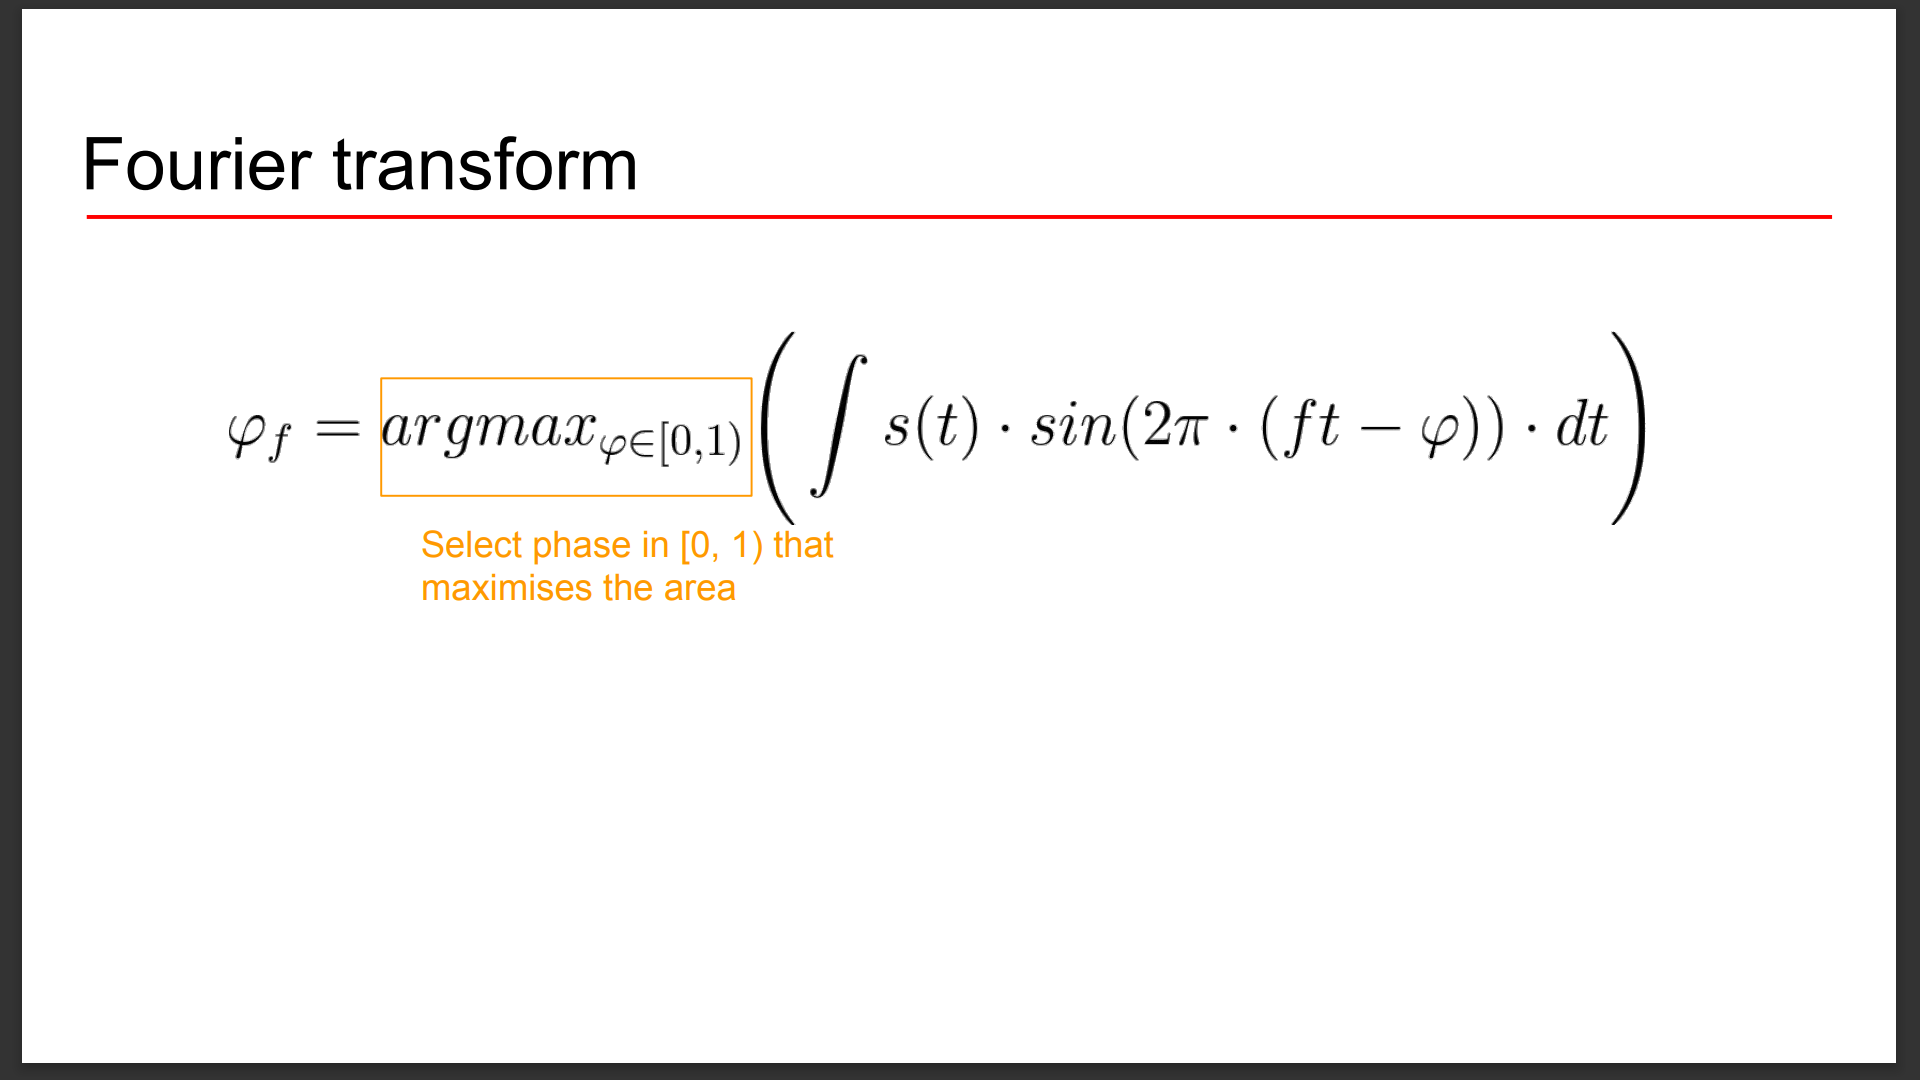 Fourier transform
φ_f = argmax_{φ∈[0,1)} ( ∫ s(t) · sin(2π · (ft − φ)) · dt )
Select phase in [0, 1) that
maximises the area